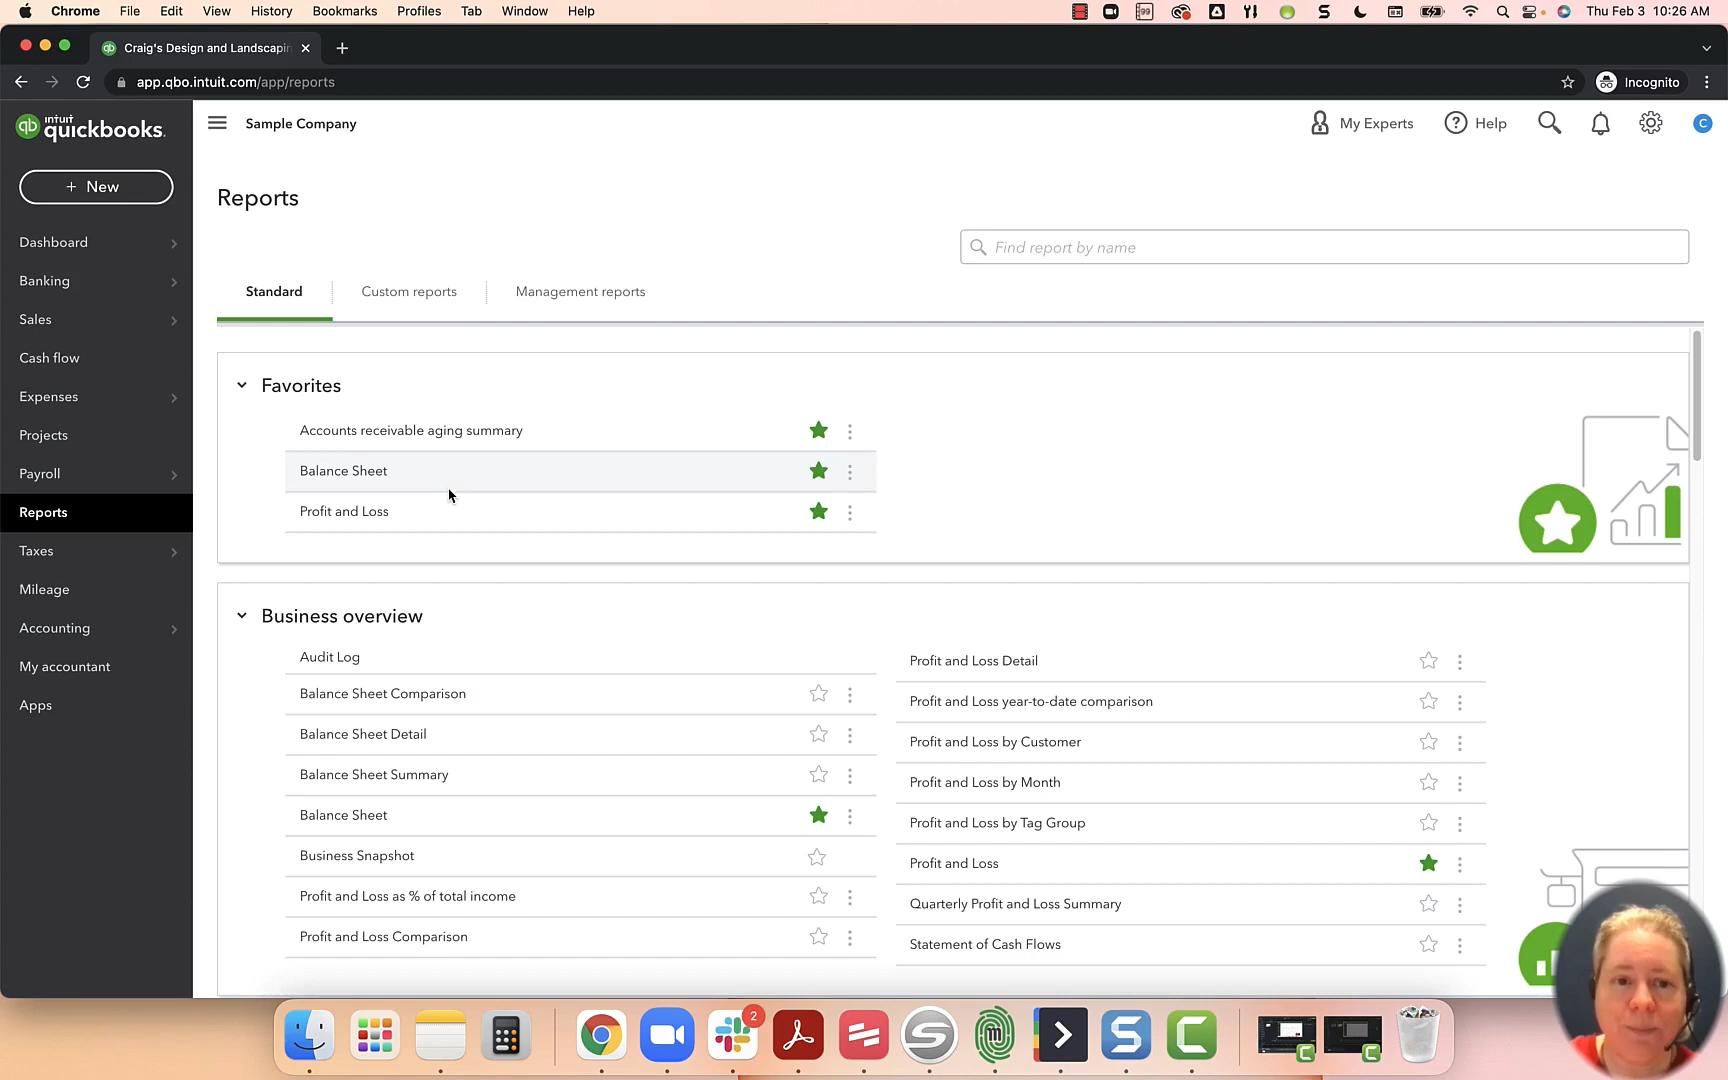 Chrome File Edit View History Bookmarks Profiles Tab Window Help Thu Feb 3 10:26 AM
Craig's Design and Landscapin
app.qbo.intuit.com/app/reports Incognito
intuit quickbooks.
Sample Company My Experts Help C
+ New
Reports
Find report by name
Dashboard
Banking
Sales
Cash flow
Expenses
Projects
Payroll
Reports
Taxes
Mileage
Accounting
My accountant
Apps
Standard Custom reports Management reports
Favorites
Accounts receivable aging summary
Balance Sheet
Profit and Loss
Business overview
Audit Log
Balance Sheet Comparison
Balance Sheet Detail
Balance Sheet Summary
Balance Sheet
Business Snapshot
Profit and Loss as % of total income
Profit and Loss Comparison
Profit and Loss Detail
Profit and Loss year-to-date comparison
Profit and Loss by Customer
Profit and Loss by Month
Profit and Loss by Tag Group
Profit and Loss
Quarterly Profit and Loss Summary
Statement of Cash Flows
2